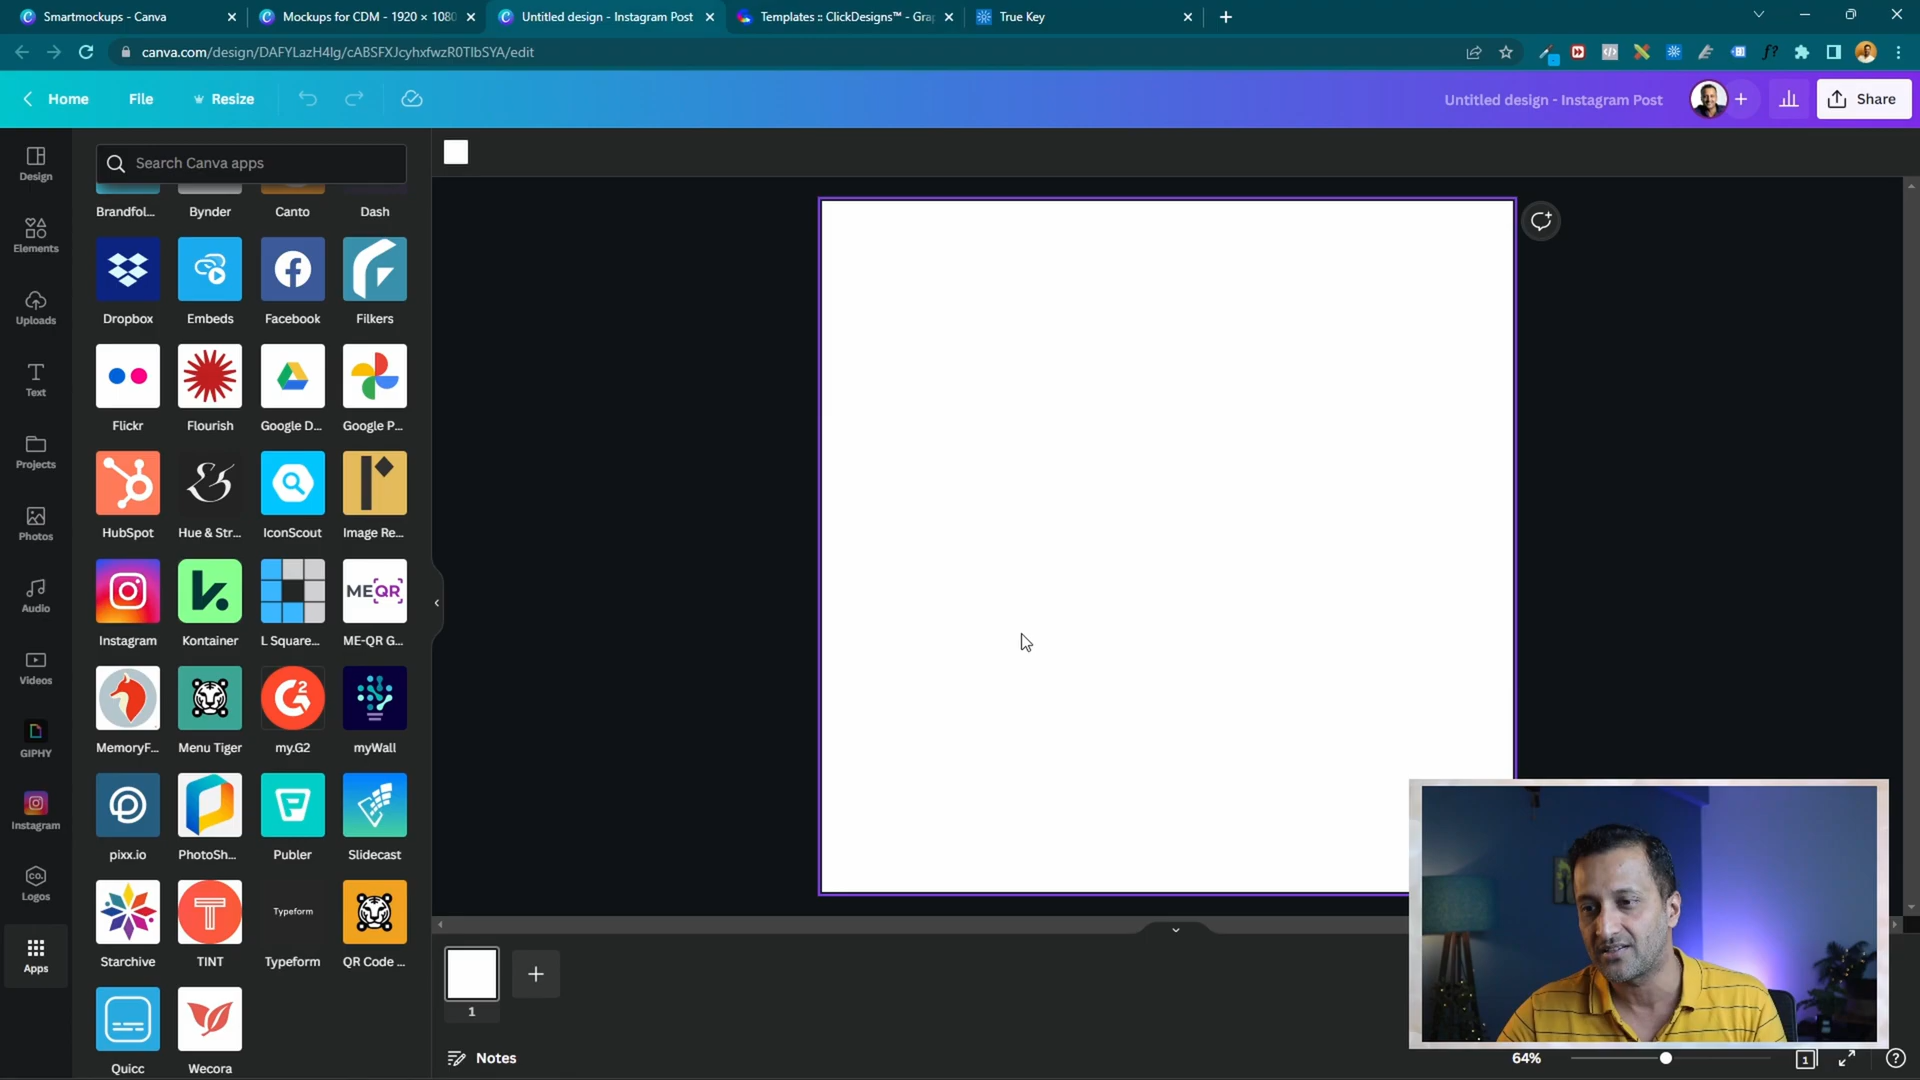 Smartmockups - Canva
Mockups for CDM - 1920 × 1080
Untitled design - Instagram Post
Templates :: ClickDesigns™ - Gra
True Key
canva.com/design/DAFYLazH4lg/cABSFXJcyhxfwzR0TlbSYA/edit
Home
File
Resize
Untitled design - Instagram Post
Share
Design
Elements
Uploads
Text
Projects
Photos
Audio
Videos
GIPHY
Instagram
Logos
Apps
Search Canva apps
Brandfol... Bynder Canto Dash
Dropbox Embeds Facebook Filkers
Flickr Flourish Google D... Google P...
HubSpot Hue & Str... IconScout Image Re...
MEQR
Instagram Kontainer L Square... ME-QR G...
MemoryF... Menu Tiger my.G2 myWall
pixx.io PhotoSh... Publer Slidecast
Typeform
Starchive TINT Typeform QR Code ...
Quicc Wecora
1
Notes
64%
1